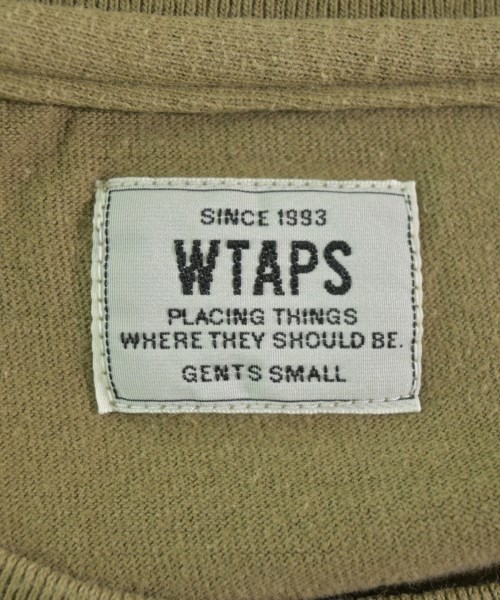 SINCE 1993
WTAPS
PLACING THINGS
WHERE THEY SHOULD BE.
GENTS SMALL